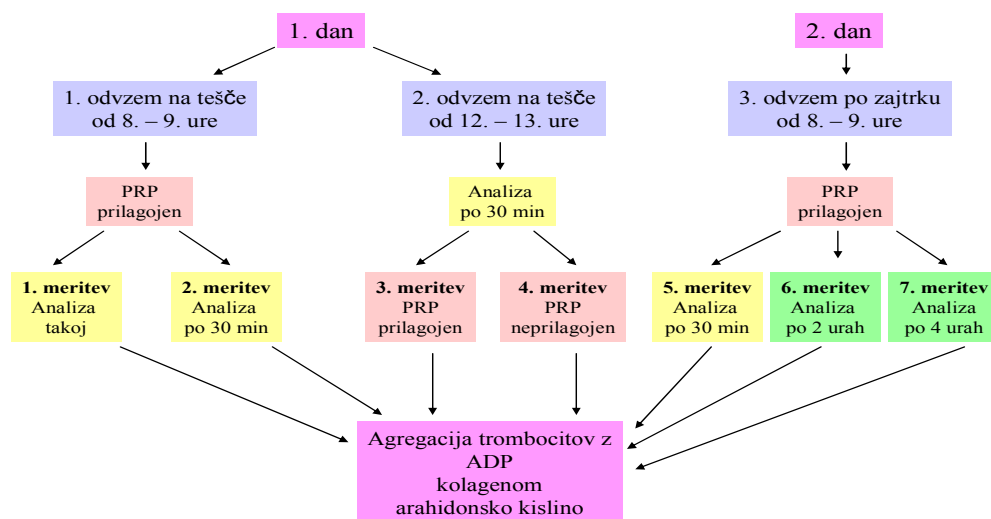 1. dan
2. dan
1. odvzem na tešče
od 8. – 9. ure
2. odvzem na tešče
od 12. – 13. ure
3. odvzem po zajtrku
od 8. – 9. ure
PRP
prilagojen
Analiza
po 30 min
PRP
prilagojen
1. meritev
Analiza
takoj
2. meritev
Analiza
po 30 min
3. meritev
PRP
prilagojen
4. meritev
PRP
neprilagojen
5. meritev
Analiza
po 30 min
6. meritev
Analiza
po 2 urah
7. meritev
Analiza
po 4 urah
Agregacija trombocitov z
ADP
kolagenom
arahidonsko kislino